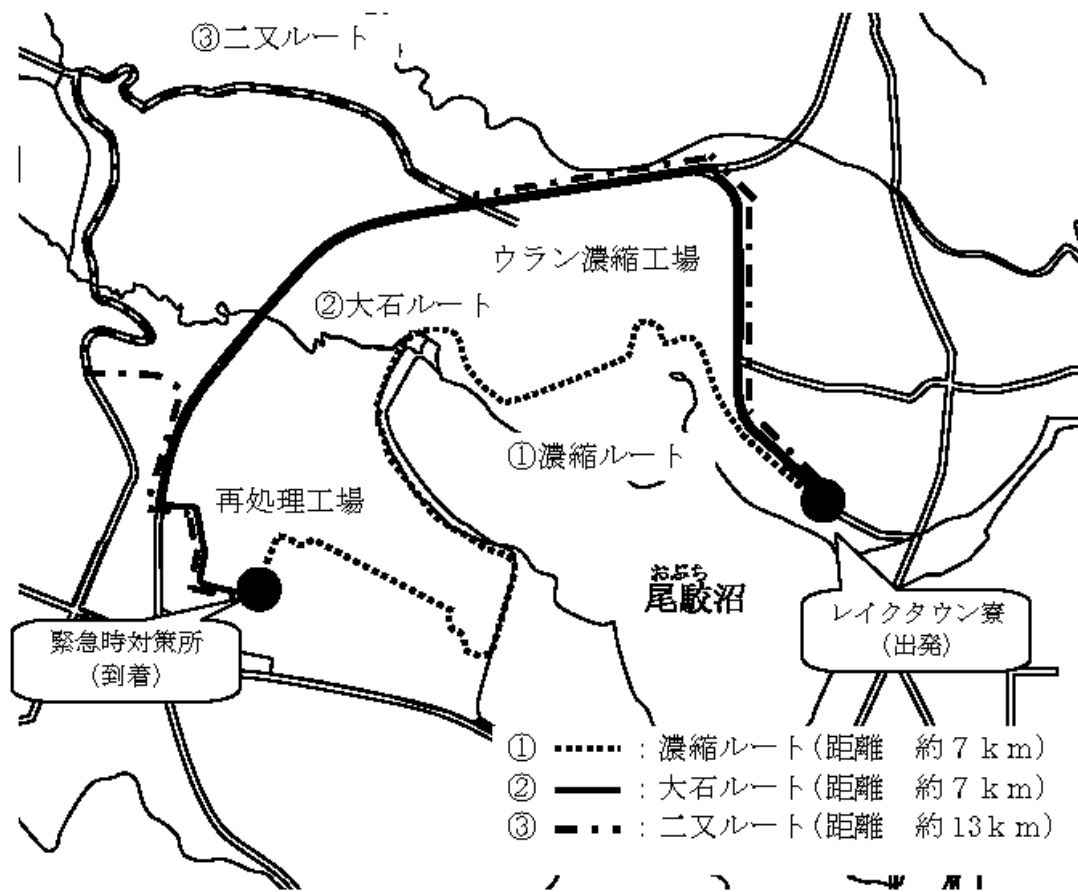 ③二又ルート
ウラン濃縮工場
②大石ルート
①濃縮ルート
再処理工場
おぶち
尾駮沼
レイクタウン寮
(出発)
緊急時対策所
(到着)
① : 濃縮ルート(距離 約7km)
② : 大石ルート(距離 約7km)
③ : 二又ルート(距離 約13km)